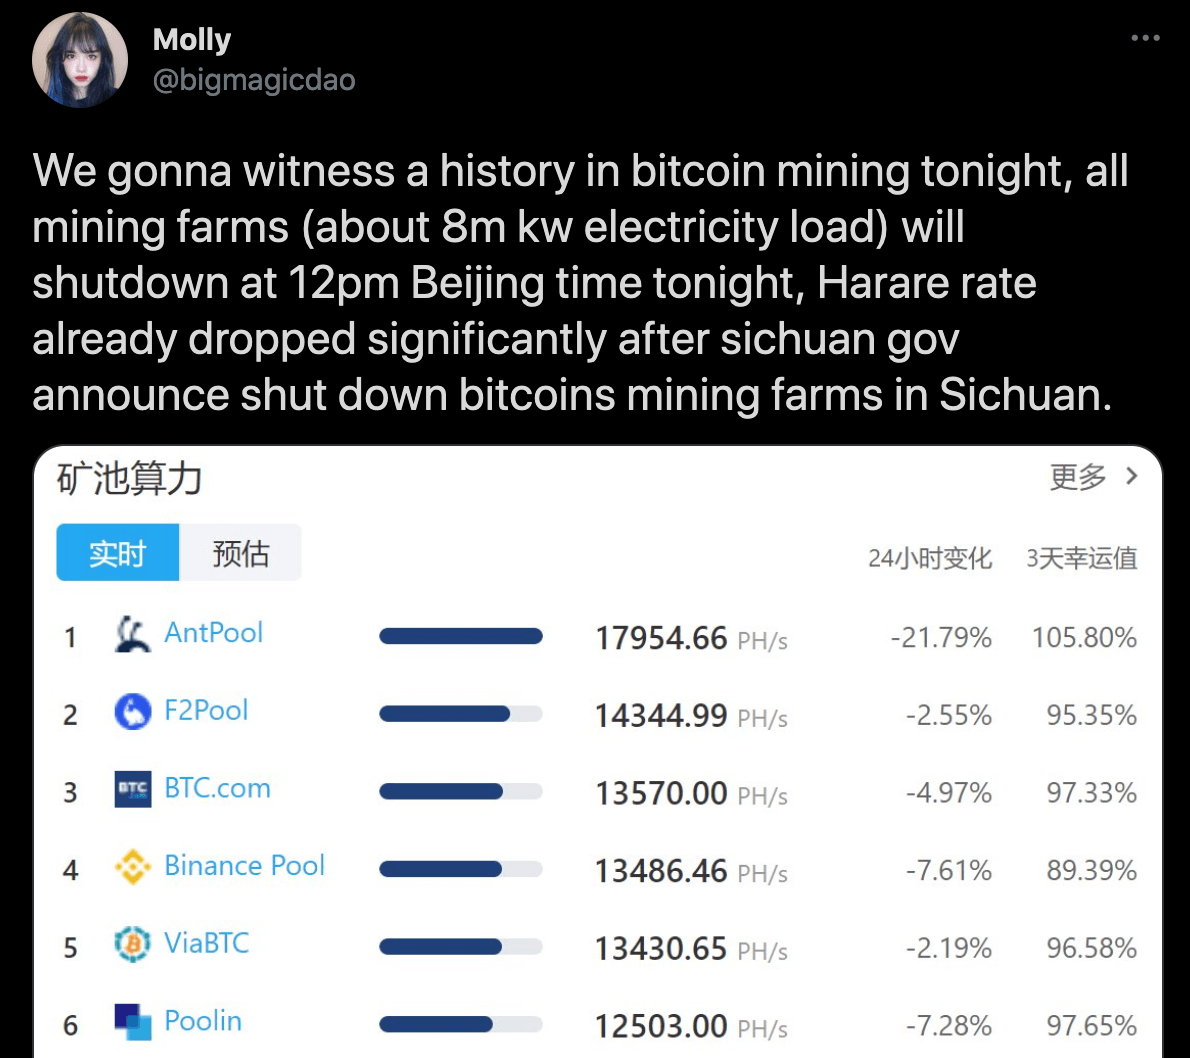 Molly
@bigmagicdao
We gonna witness a history in bitcoin mining tonight, all
mining farms (about 8m kw electricity load) will
shutdown at 12pm Beijing time tonight, Harare rate
already dropped significantly after sichuan gov
announce shut down bitcoins mining farms in Sichuan.
矿池算力 更多
实时 预估 24小时变化 3天幸运值
1 AntPool 17954.66 PH/s -21.79% 105.80%
2 F2Pool 14344.99 PH/s -2.55% 95.35%
3 BTC.com 13570.00 PH/s -4.97% 97.33%
4 Binance Pool 13486.46 PH/s -7.61% 89.39%
5 ViaBTC 13430.65 PH/s -2.19% 96.58%
6 Poolin 12503.00 PH/s -7.28% 97.65%